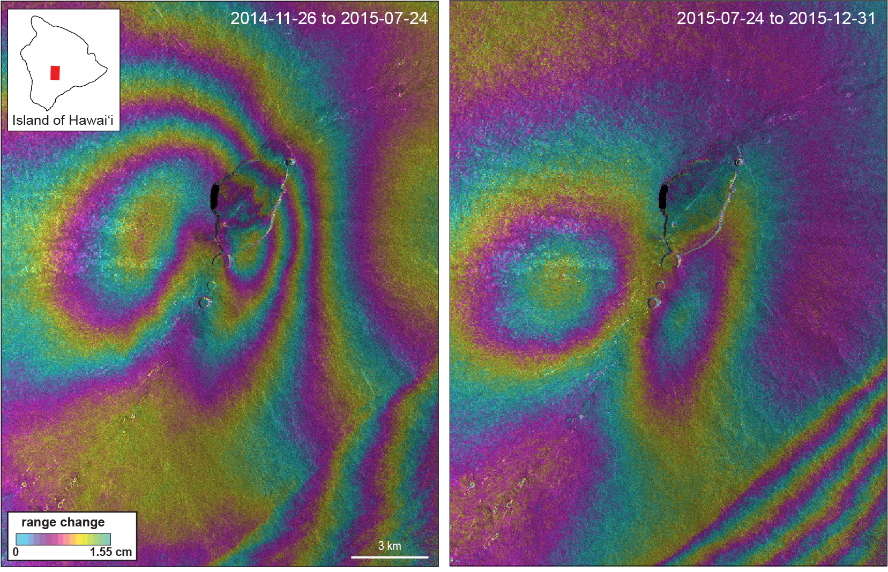 2014-11-26 to 2015-07-24
2015-07-24 to 2015-12-31
Island of Hawai‘i
range change
0 1.55 cm
3 km